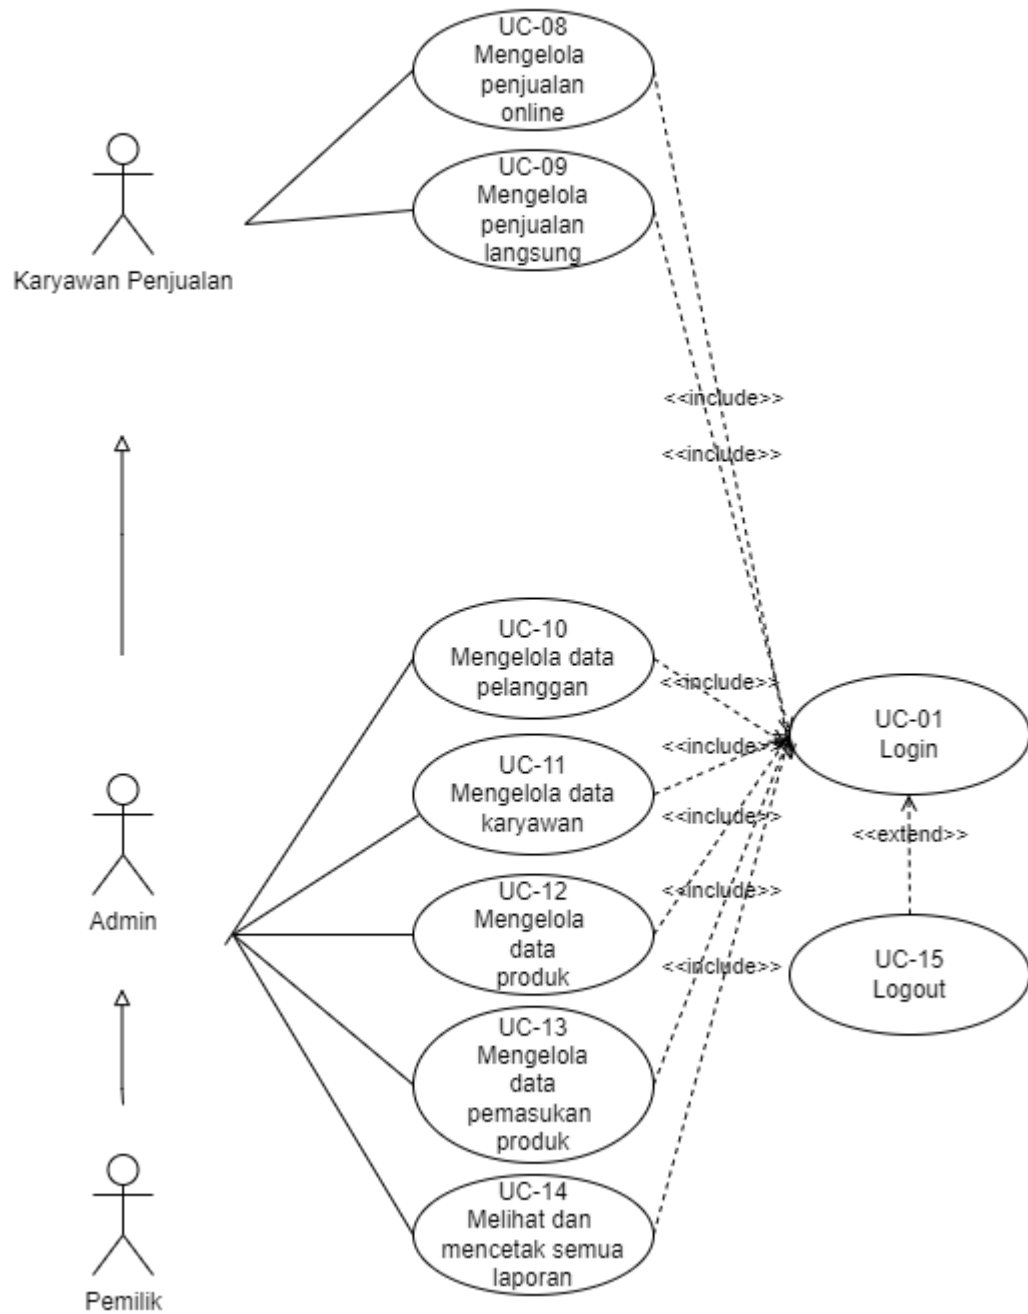 UC-08
Mengelola
penjualan
online
UC-09
Mengelola
penjualan
langsung
Karyawan Penjualan
<<include>>
<<include>>
UC-10
Mengelola data
pelanggan
<<include>>
UC-01
Login
UC-11
Mengelola data
karyawan
<<include>>
<<include>>
<<extend>>
UC-12
Mengelola
data
produk
<<include>>
Admin
<<include>>
UC-15
Logout
UC-13
Mengelola
data
pemasukan
produk
UC-14
Melihat dan
mencetak semua
laporan
Pemilik